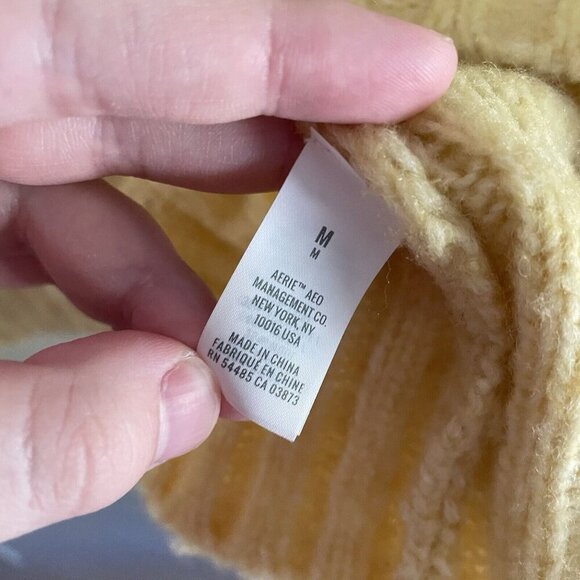 M
M
AERIE™ AEO
MANAGEMENT CO.
NEW YORK, NY
10016 USA
MADE IN CHINA
FABRIQUÉ EN CHINE
RN 54485 CA 03873